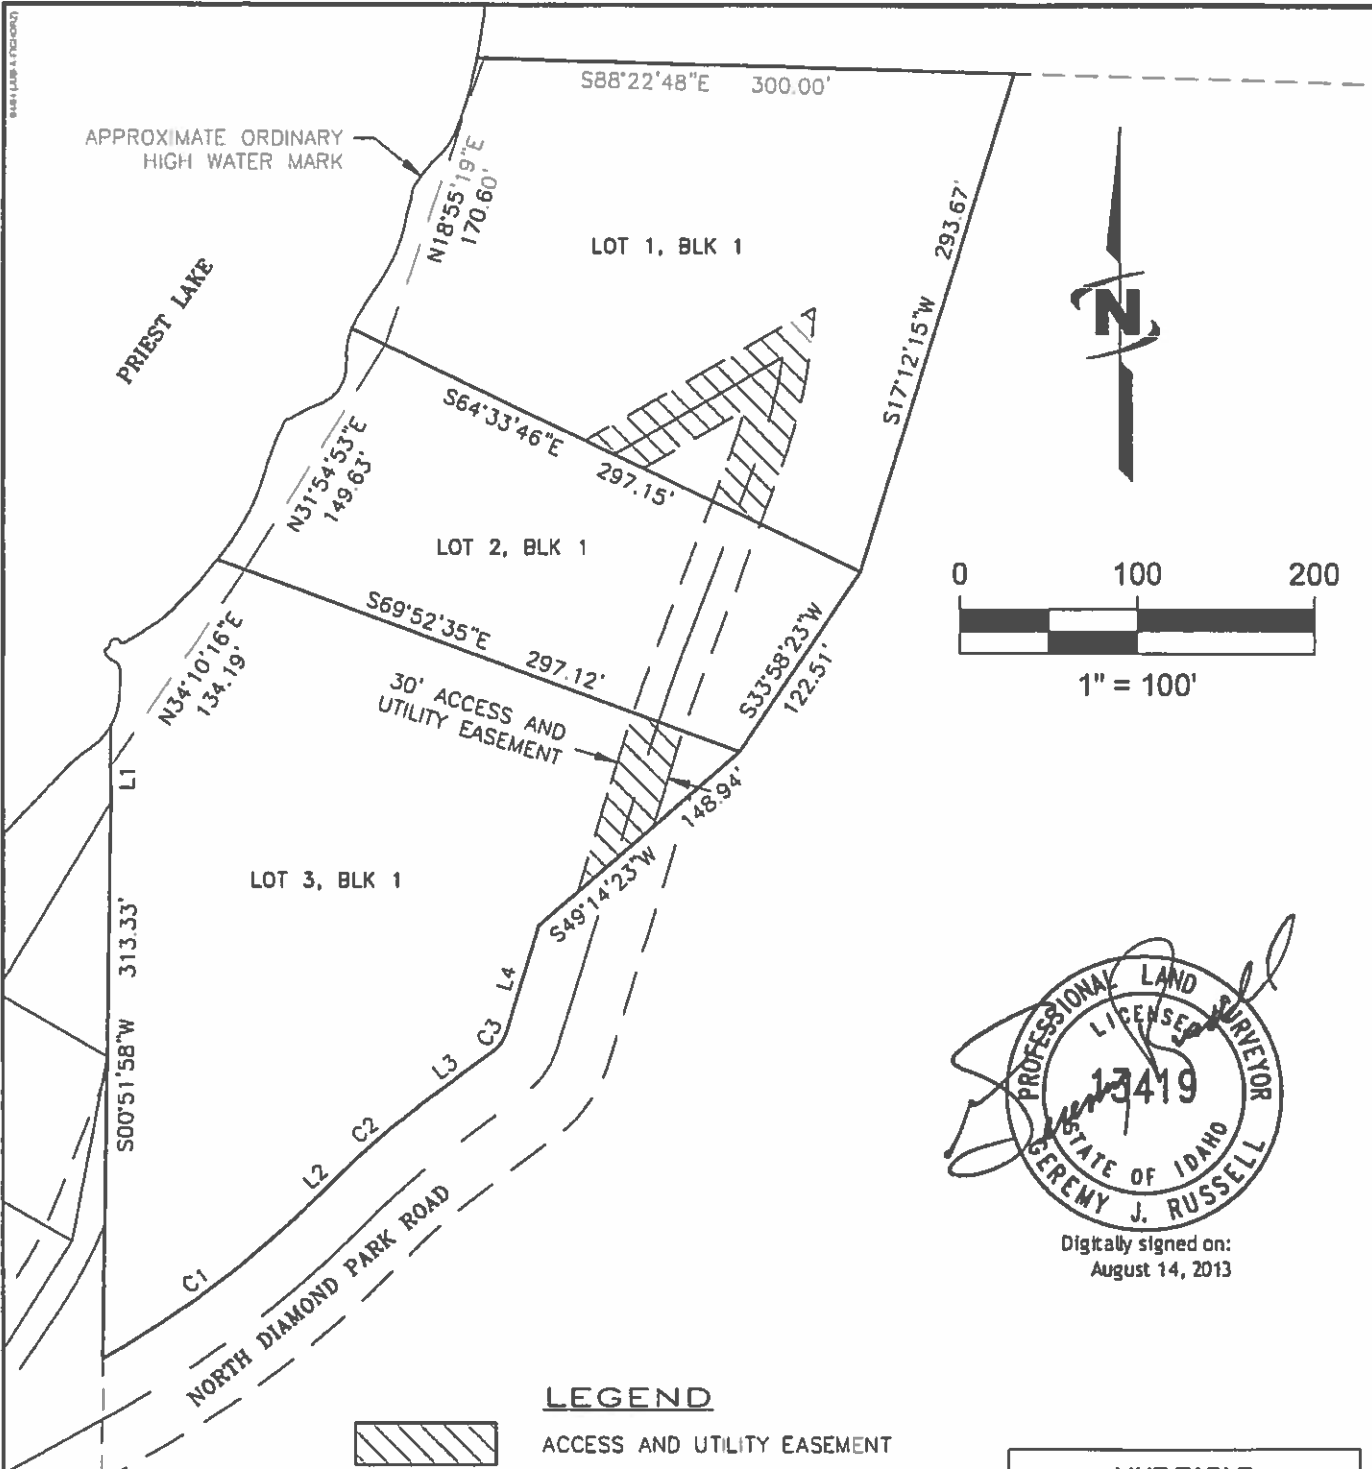 S88°22'48"E 300.00'
APPROXIMATE ORDINARY
HIGH WATER MARK
N18°55'19"E
170.60'
LOT 1, BLK 1
293.67'
S17°12'15"W
PRIEST LAKE
N
S64°33'46"E
297.15'
N31°54'53"E
149.63'
LOT 2, BLK 1
0 100 200
1" = 100'
S69°52'35"E 297.12'
S33°58'23"W
122.51'
N34°10'16"E
134.19'
30' ACCESS AND
UTILITY EASEMENT
L1
148.94'
S49°14'23"W
LOT 3, BLK 1
313.33'
S00°51'58"W
L4
C3
L3
C2
L2
C1
NORTH DIAMOND PARK ROAD
PROFESSIONAL LAND SURVEYOR
LICENSED
13419
STATE OF IDAHO
GEREMY J. RUSSELL
Digitally signed on:
August 14, 2013
LEGEND
ACCESS AND UTILITY EASEMENT